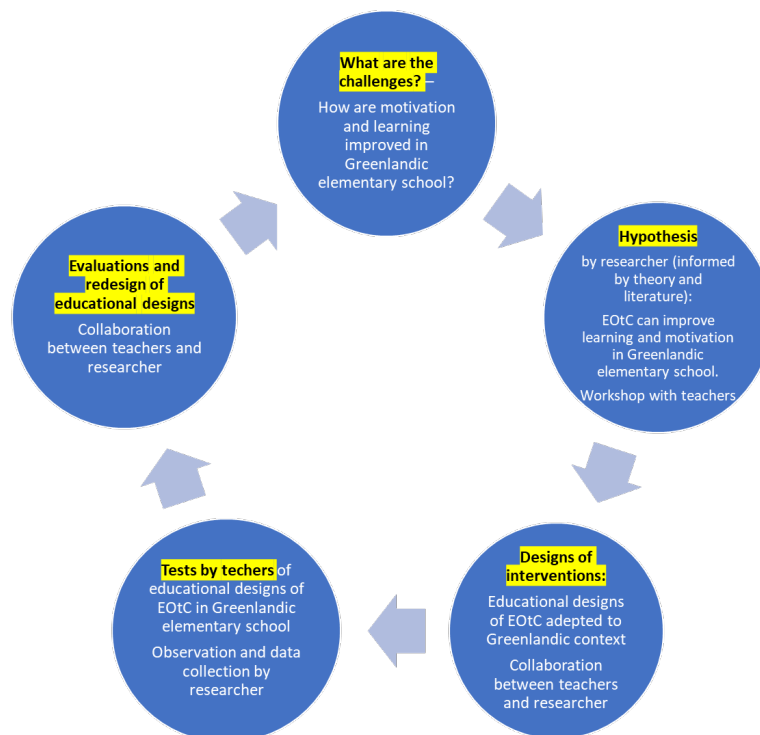 What are the
challenges? –
How are motivation
and learning
improved in
Greenlandic
elementary school?
Hypothesis
by researcher (informed
by theory and
literature):
EOtC can improve
learning and motivation
in Greenlandic
elementary school.
Workshop with teachers
Designs of
interventions:
Educational designs
of EOtC adepted to
Greenlandic context
Collaboration
between teachers
and researcher
Tests by techers of
educational designs of
EOtC in Greenlandic
elementary school
Observation and data
collection by
researcher
Evaluations and
redesign of
educational designs
Collaboration
between teachers and
researcher